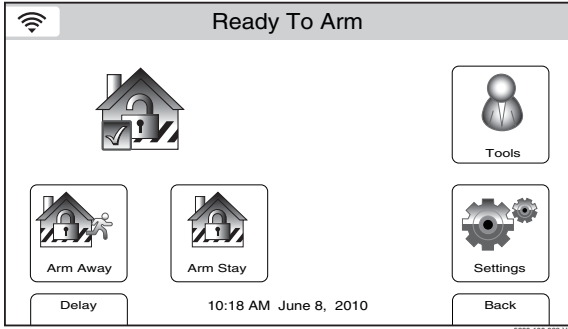 Ready To Arm
Tools
Arm Away
Arm Stay
Settings
Delay
10:18 AM June 8, 2010
Back